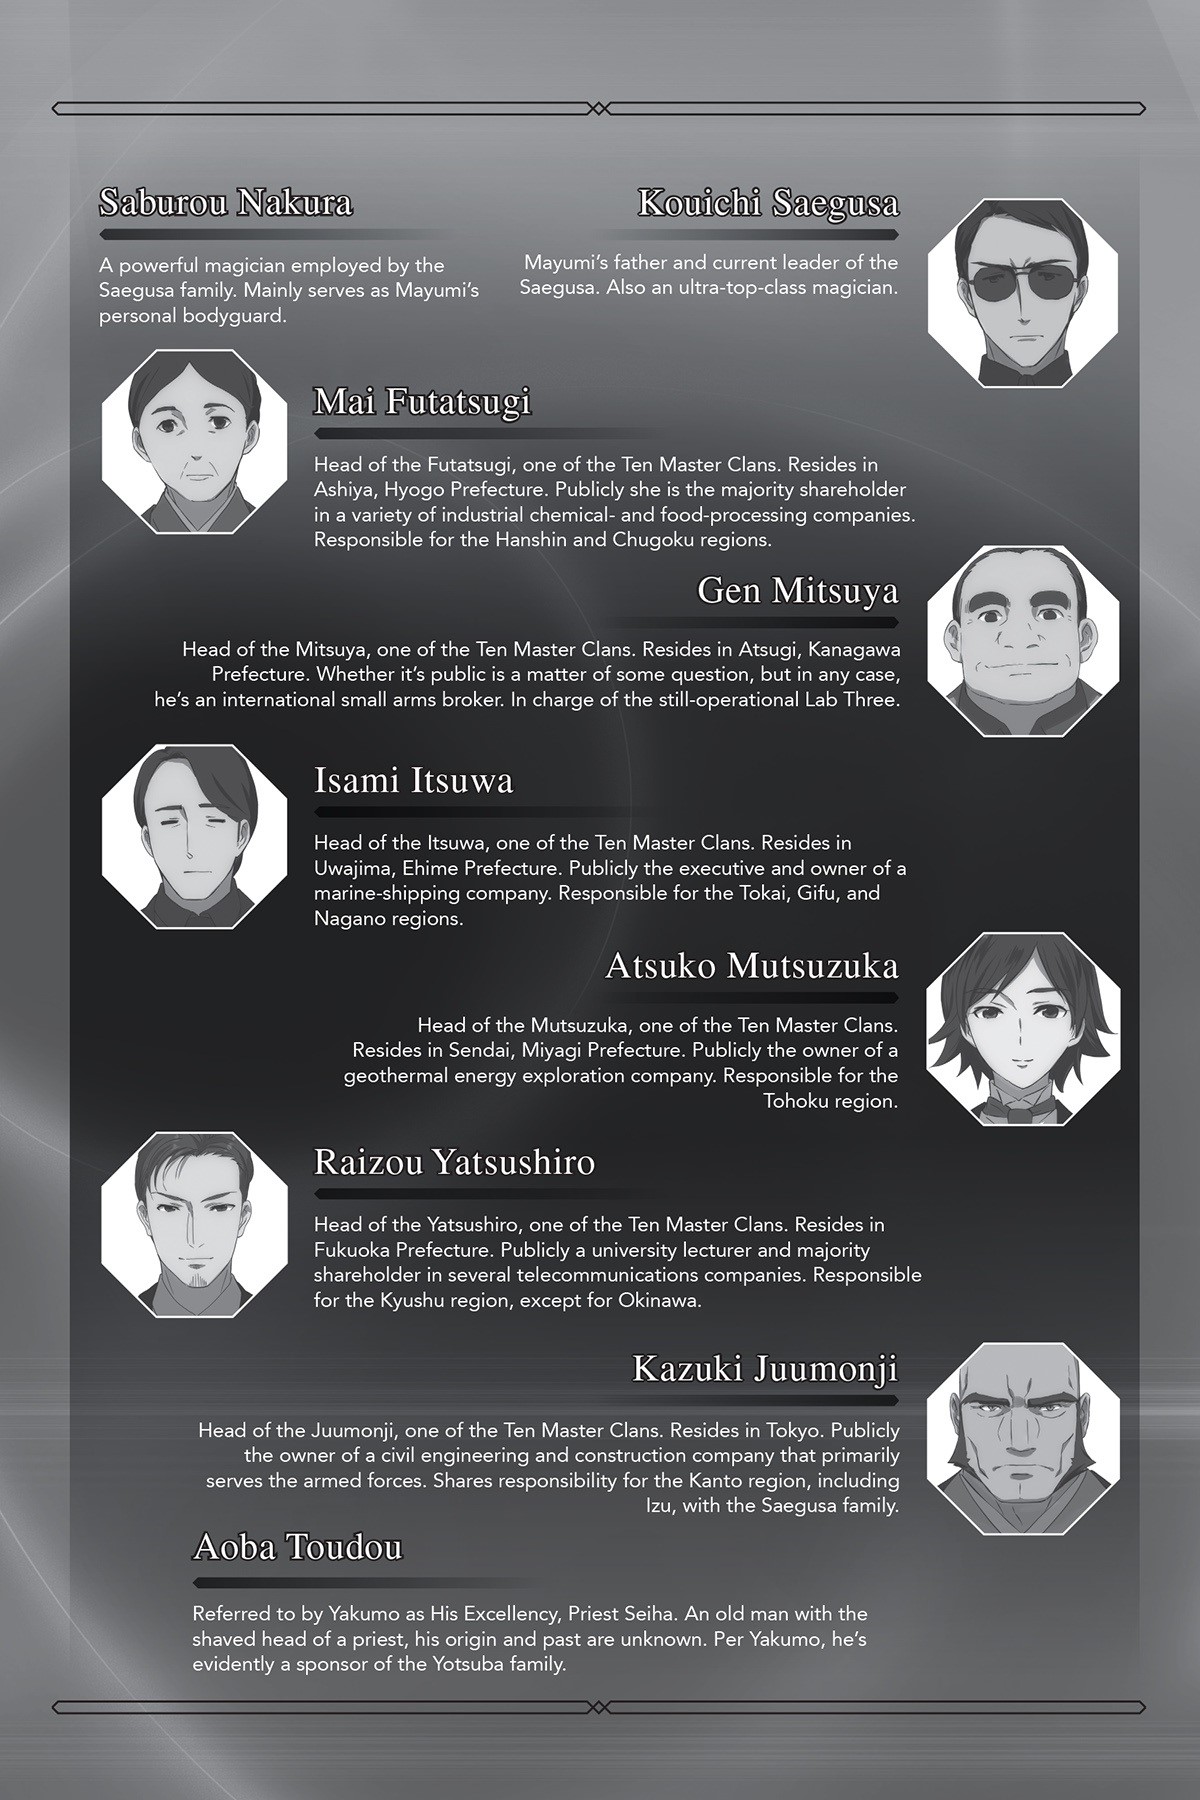 Saburou Nakura
A powerful magician employed by the
Saegusa family. Mainly serves as Mayumi's
personal bodyguard.
Kouichi Saegusa
Mayumi's father and current leader of the
Saegusa. Also an ultra-top-class magician.
Mai Futatsugi
Head of the Futatsugi, one of the Ten Master Clans. Resides in
Ashiya, Hyogo Prefecture. Publicly she is the majority shareholder
in a variety of industrial chemical- and food-processing companies.
Responsible for the Hanshin and Chugoku regions.
Gen Mitsuya
Head of the Mitsuya, one of the Ten Master Clans. Resides in Atsugi, Kanagawa
Prefecture. Whether it's public is a matter of some question, but in any case,
he's an international small arms broker. In charge of the still-operational Lab Three.
Isami Itsuwa
Head of the Itsuwa, one of the Ten Master Clans. Resides in
Uwajima, Ehime Prefecture. Publicly the executive and owner of a
marine-shipping company. Responsible for the Tokai, Gifu, and
Nagano regions.
Atsuko Mutsuzuka
Head of the Mutsuzuka, one of the Ten Master Clans.
Resides in Sendai, Miyagi Prefecture. Publicly the owner of a
geothermal energy exploration company. Responsible for the
Tohoku region.
Raizou Yatsushiro
Head of the Yatsushiro, one of the Ten Master Clans. Resides in
Fukuoka Prefecture. Publicly a university lecturer and majority
shareholder in several telecommunications companies. Responsible
for the Kyushu region, except for Okinawa.
Kazuki Juumonji
Head of the Juumonji, one of the Ten Master Clans. Resides in Tokyo. Publicly
the owner of a civil engineering and construction company that primarily
serves the armed forces. Shares responsibility for the Kanto region, including
Izu, with the Saegusa family.
Aoba Toudou
Referred to by Yakumo as His Excellency, Priest Seiha. An old man with the
shaved head of a priest, his origin and past are unknown. Per Yakumo, he's
evidently a sponsor of the Yotsuba family.